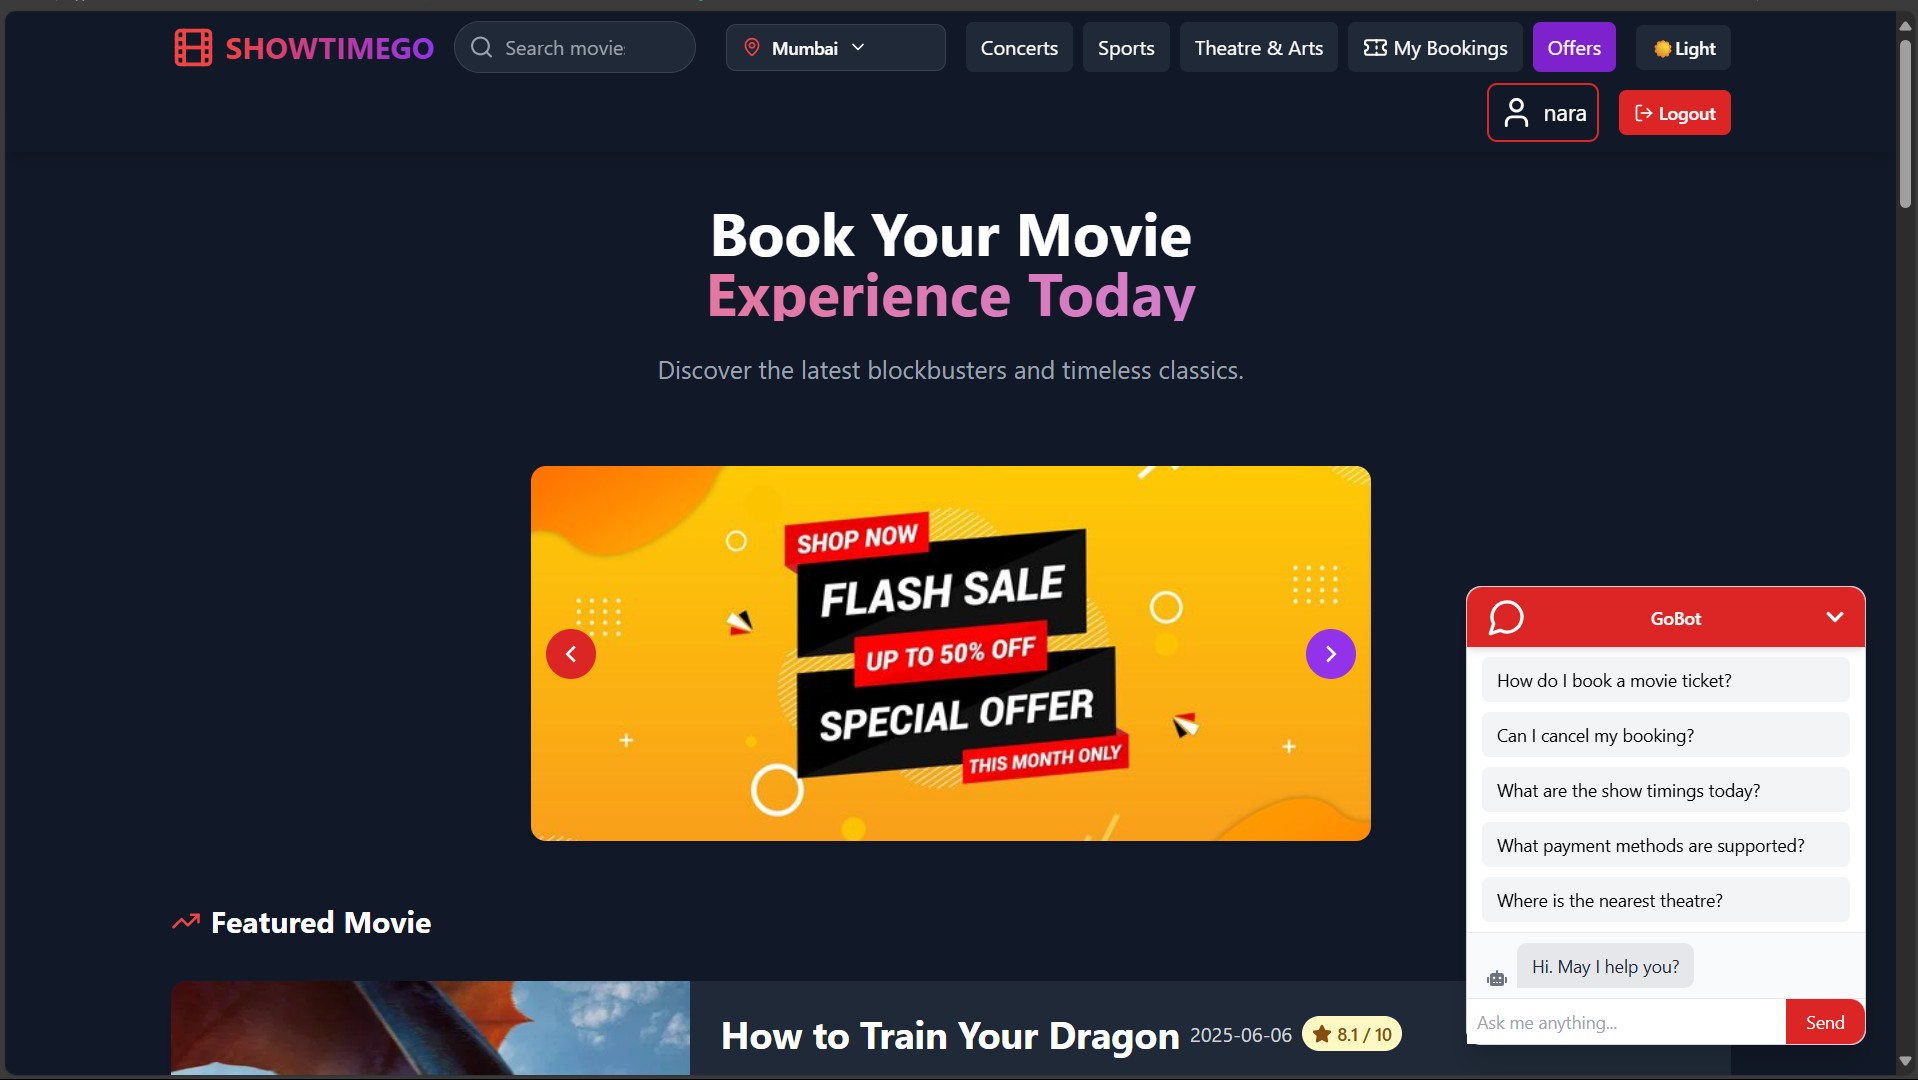 SHOWTIMEGO
Search movie
Mumbai
Concerts
Sports
Theatre & Arts
My Bookings
Offers
Light
nara
Logout
Book Your Movie
Experience Today
Discover the latest blockbusters and timeless classics.
SHOP NOW
FLASH SALE
UP TO 50% OFF
SPECIAL OFFER
THIS MONTH ONLY
Featured Movie
How to Train Your Dragon 2025-06-06 8.1 / 10
GoBot
How do I book a movie ticket?
Can I cancel my booking?
What are the show timings today?
What payment methods are supported?
Where is the nearest theatre?
Hi. May I help you?
Ask me anything...
Send